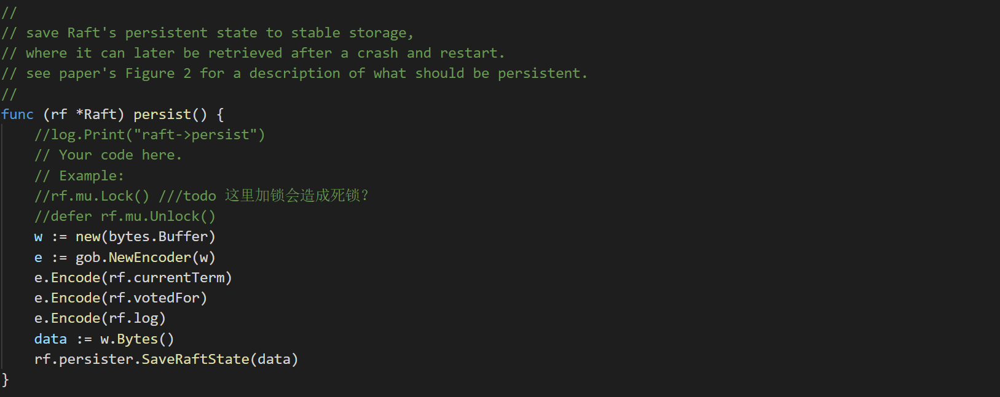 //
// save Raft's persistent state to stable storage,
// where it can later be retrieved after a crash and restart.
// see paper's Figure 2 for a description of what should be persistent.
//
func (rf *Raft) persist() {
    //log.Print("raft->persist")
    // Your code here.
    // Example:
    //rf.mu.Lock() ///todo 这里加锁会造成死锁?
    //defer rf.mu.Unlock()
    w := new(bytes.Buffer)
    e := gob.NewEncoder(w)
    e.Encode(rf.currentTerm)
    e.Encode(rf.votedFor)
    e.Encode(rf.log)
    data := w.Bytes()
    rf.persister.SaveRaftState(data)
}